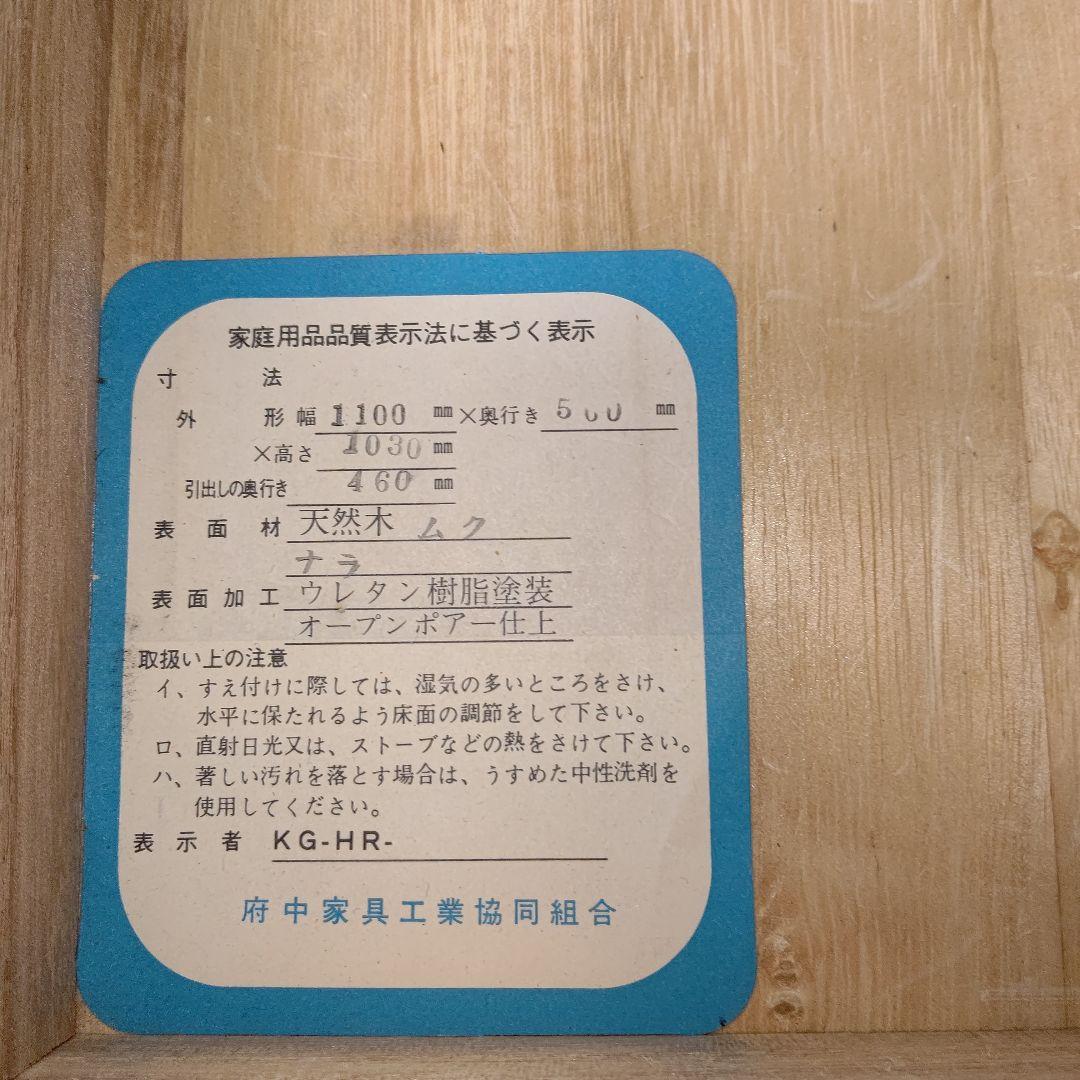 家庭用品品質表示法に基づく表示
寸法
外形幅 1100 mm ×奥行き 500 mm
×高さ 1030 mm
引出しの奥行き 460 mm
表面材 天然木 ムク
ナラ
表面加工 ウレタン樹脂塗装
オープンポアー仕上
取扱い上の注意
イ、すえ付けに際しては、湿気の多いところをさけ、
水平に保たれるよう床面の調節をして下さい。
ロ、直射日光又は、ストーブなどの熱をさけて下さい。
ハ、著しい汚れを落とす場合は、うすめた中性洗剤を
使用してください。
表示者 KG-HR-
府中家具工業協同組合